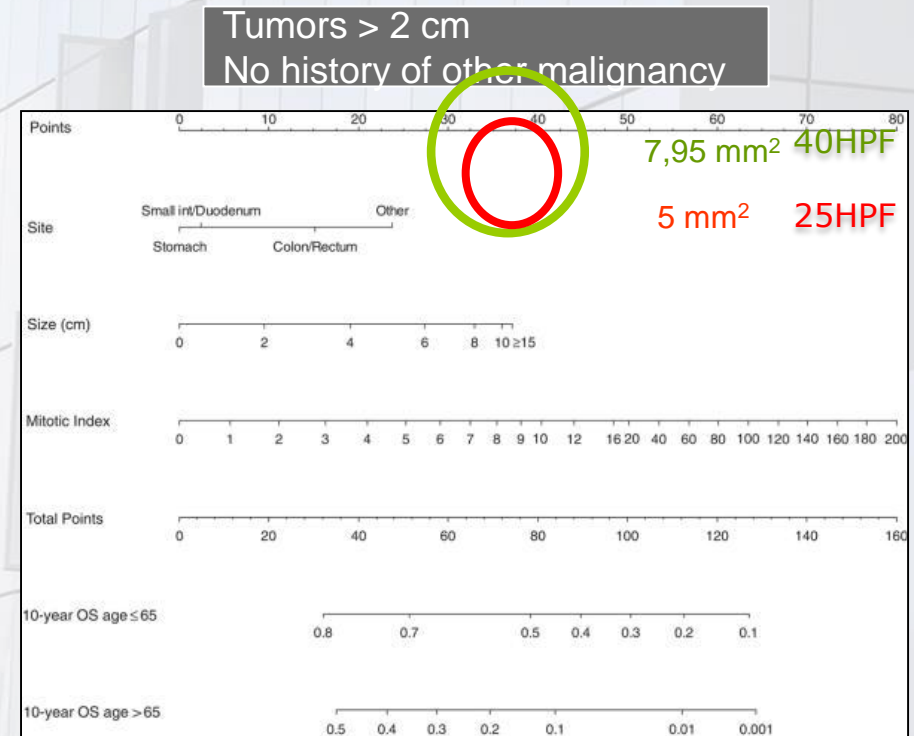 Tumors > 2 cm
No history of other malignancy
Points 0 10 20 30 40 50 60 70 80
7,95 mm² 40HPF
5 mm² 25HPF
Small int/Duodenum Other
Site
Stomach Colon/Rectum
Size (cm)
0 2 4 6 8 10 ≥15
Mitotic Index
0 1 2 3 4 5 6 7 8 9 10 12 16 20 40 60 80 100 120 140 160 180 200
Total Points
0 20 40 60 80 100 120 140 160
10-year OS age ≤65
0.8 0.7 0.5 0.4 0.3 0.2 0.1
10-year OS age >65
0.5 0.4 0.3 0.2 0.1 0.01 0.001